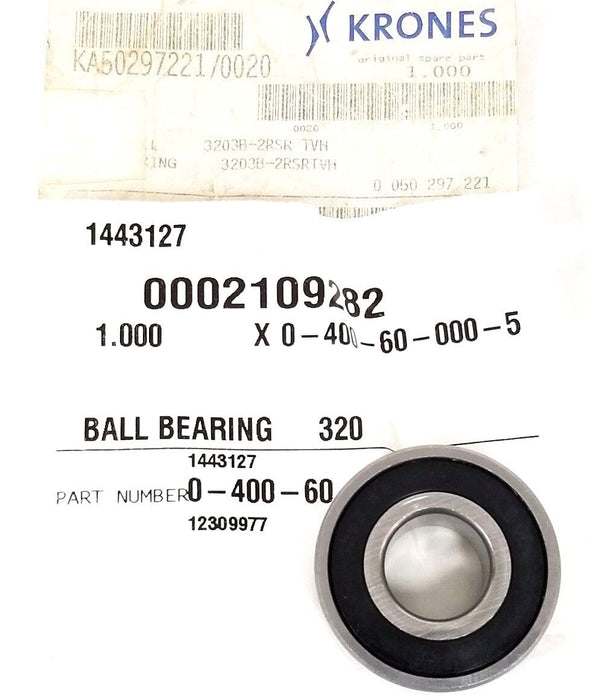 KRONES
original spare part
KA50297221/0020
1.000
0020 1.000
L 3203B-2RSR TVH
RING 3203B-2RSRTVH
0 050 297 221
1443127
0002109282
1.000 X 0-400-60-000-5
BALL BEARING 320
1443127
PART NUMBER 0-400-60
12309977